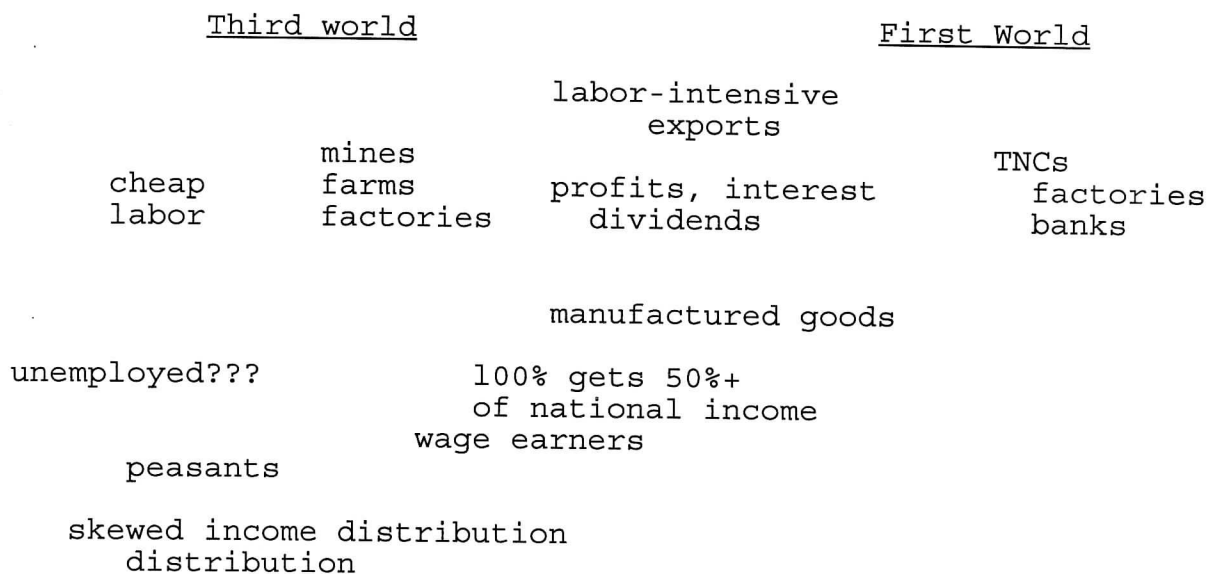 Third world
First World
labor-intensive
exports
mines
TNCs
cheap
farms
profits, interest
factories
labor
factories
dividends
banks
manufactured goods
unemployed???
100% gets 50%+
of national income
wage earners
peasants
skewed income distribution
distribution